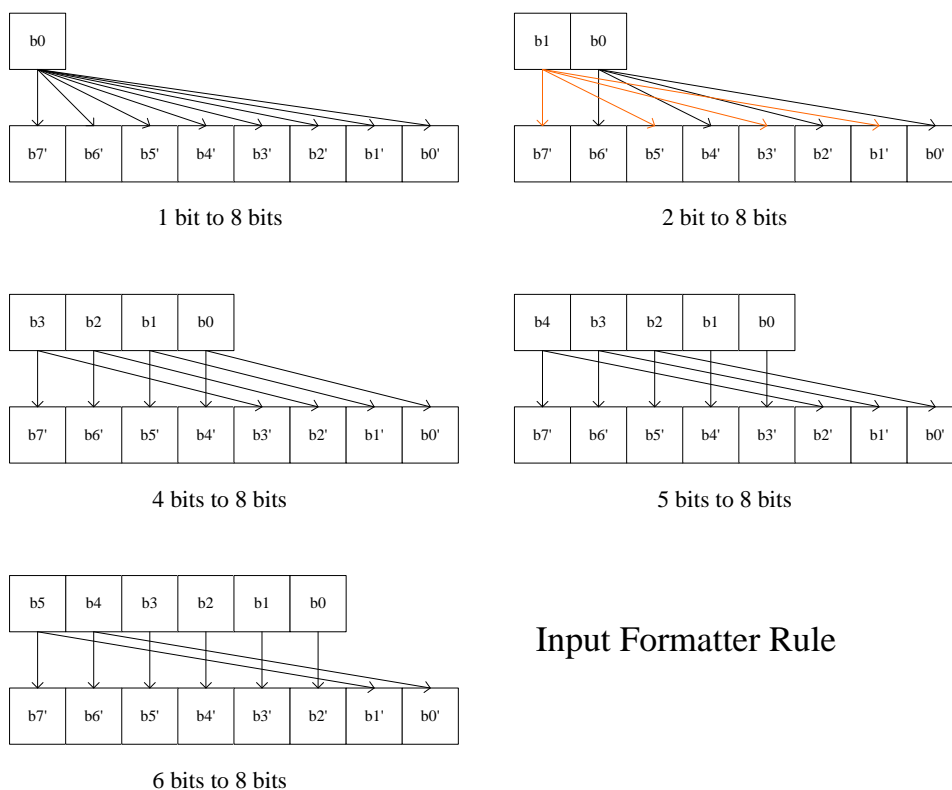 b0
b7' b6' b5' b4' b3' b2' b1' b0'
1 bit to 8 bits
b1 b0
b7' b6' b5' b4' b3' b2' b1' b0'
2 bit to 8 bits
b3 b2 b1 b0
b7' b6' b5' b4' b3' b2' b1' b0'
4 bits to 8 bits
b4 b3 b2 b1 b0
b7' b6' b5' b4' b3' b2' b1' b0'
5 bits to 8 bits
b5 b4 b3 b2 b1 b0
b7' b6' b5' b4' b3' b2' b1' b0'
6 bits to 8 bits
Input Formatter Rule